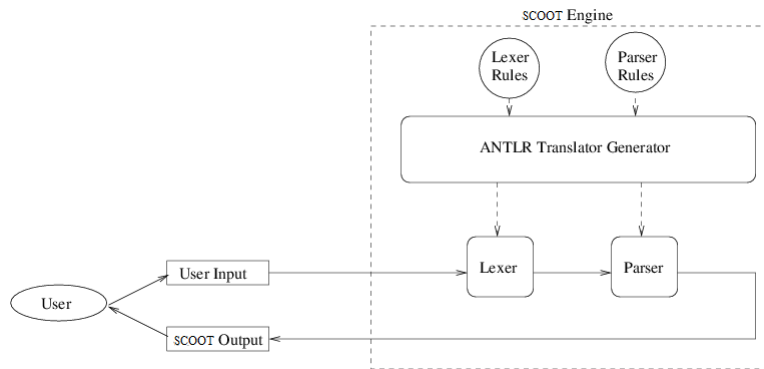 SCOOT Engine
Lexer
Rules
Parser
Rules
ANTLR Translator Generator
Lexer
Parser
User Input
User
SCOOT Output